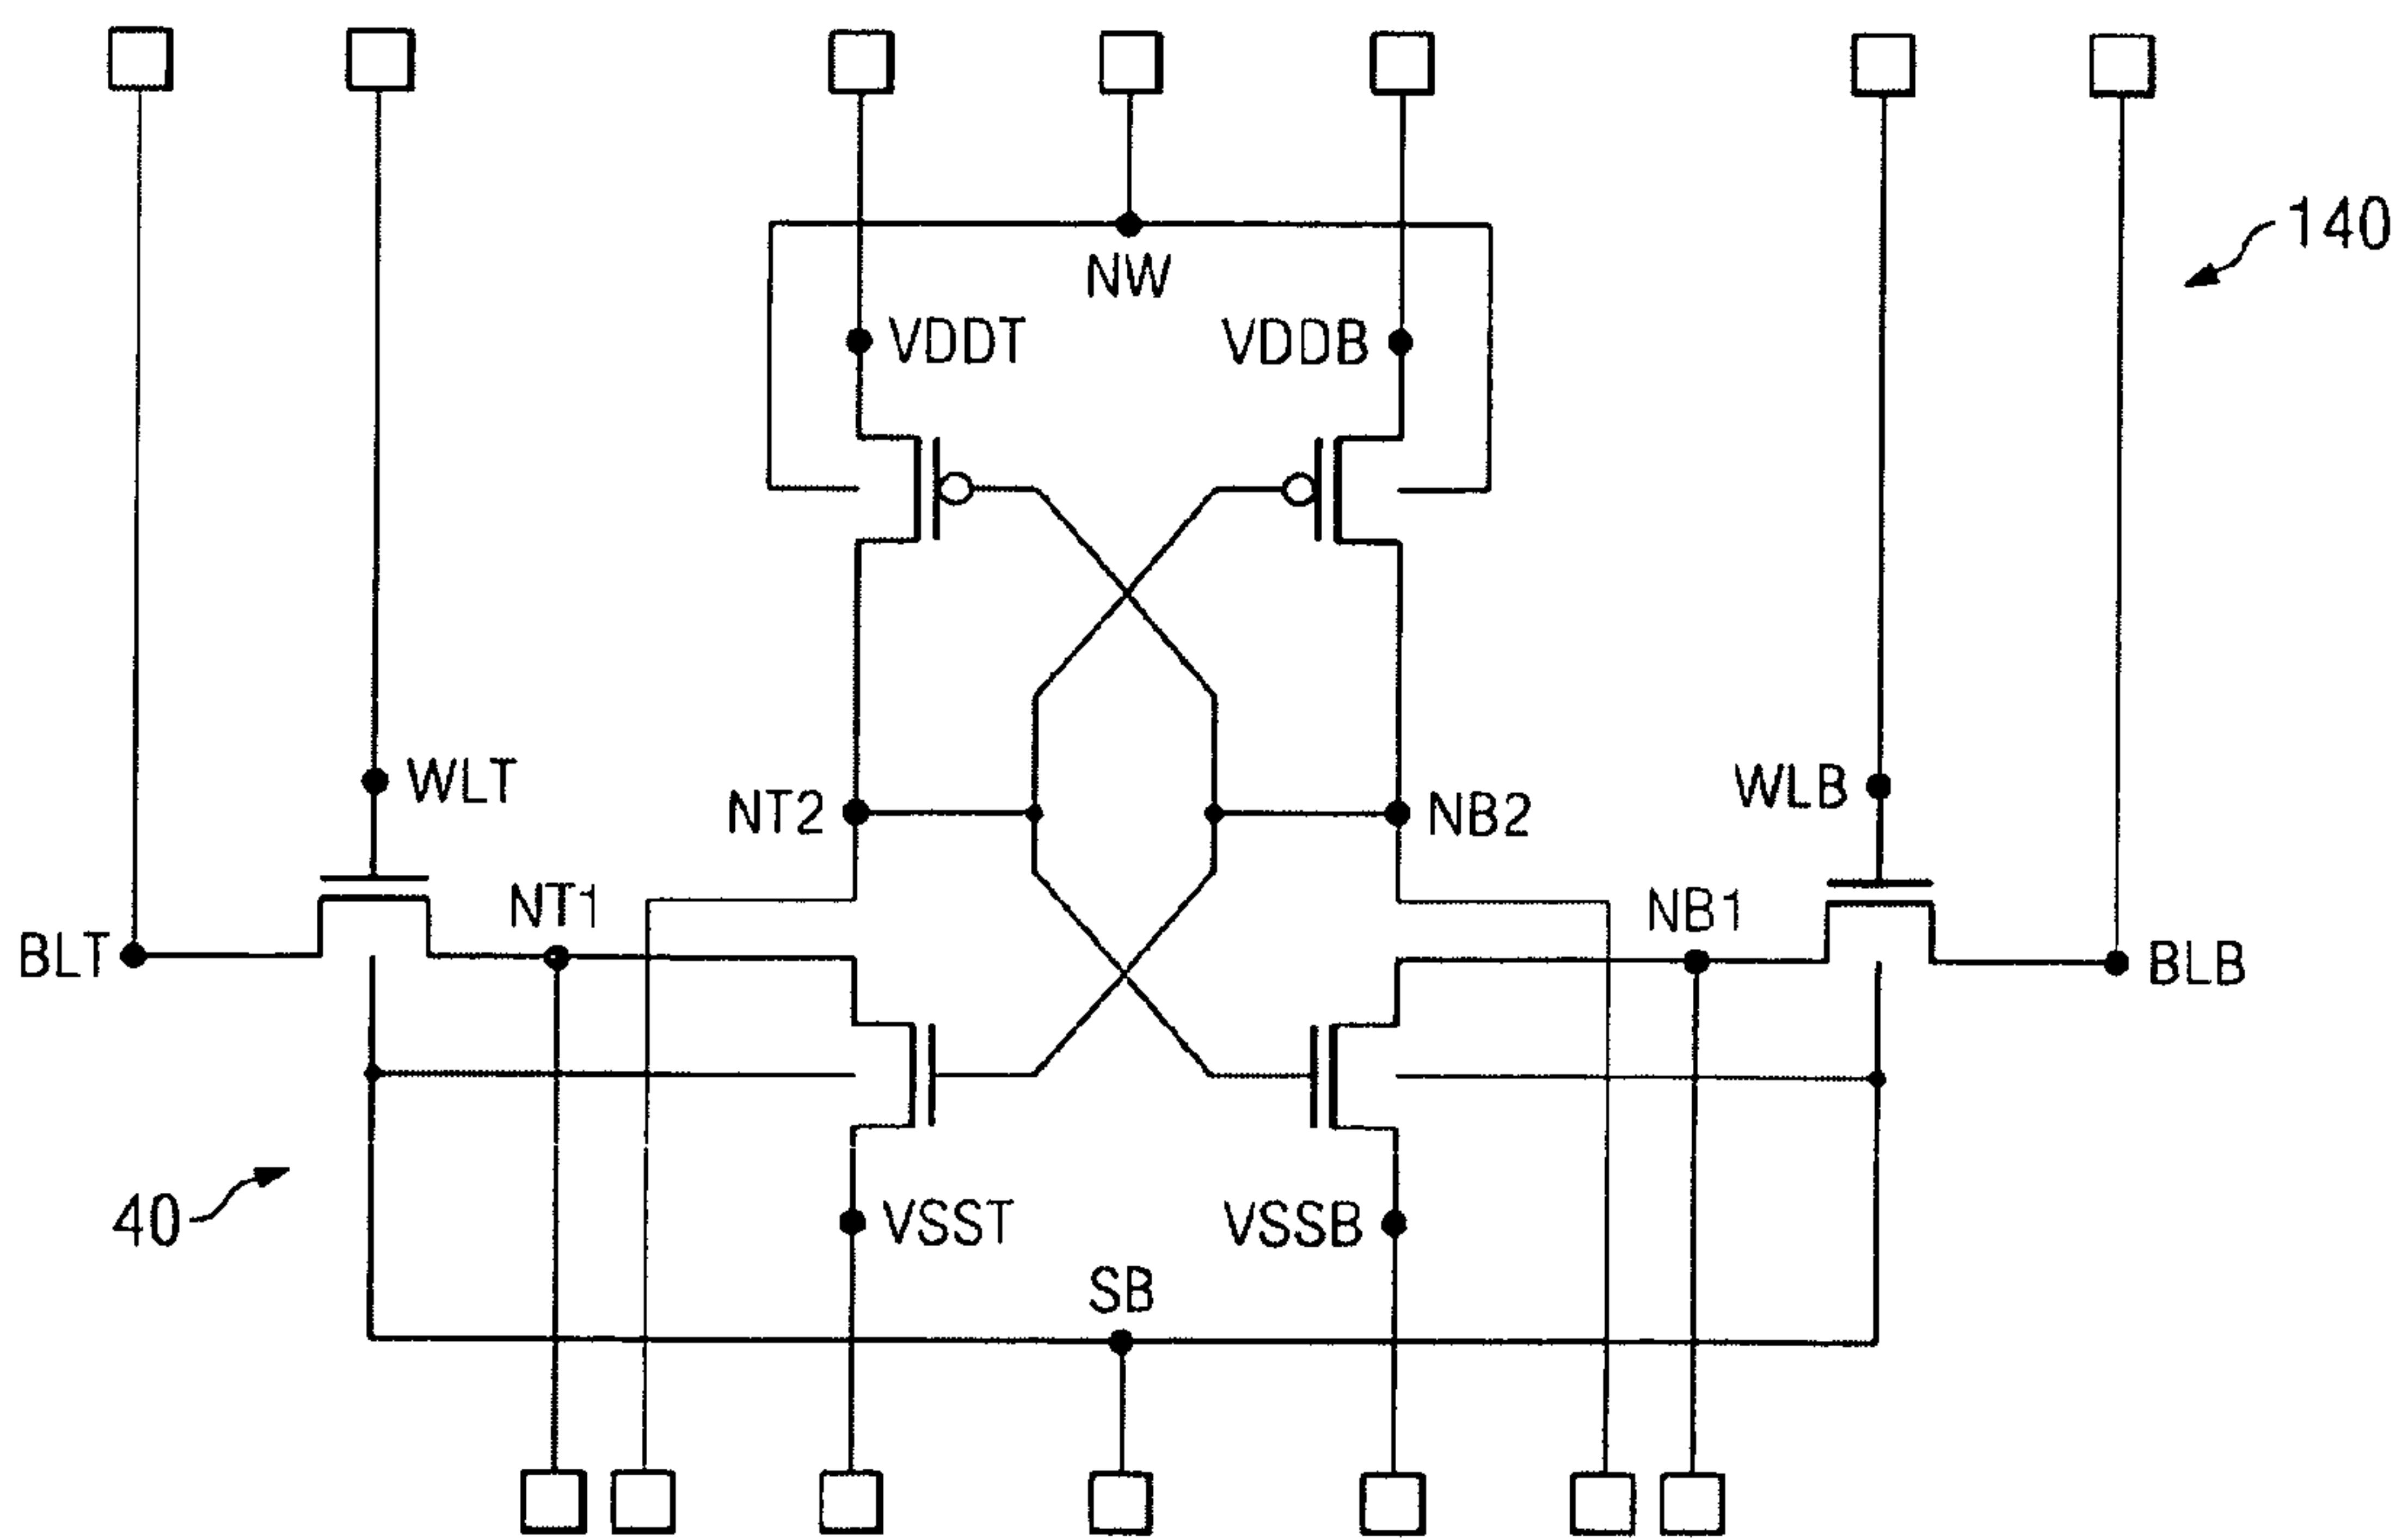 140
NW
VDDT
VDDB
WLT
WLB
NT2
NB2
NT1
NB1
BLT
BLB
40
VSST
VSSB
SB